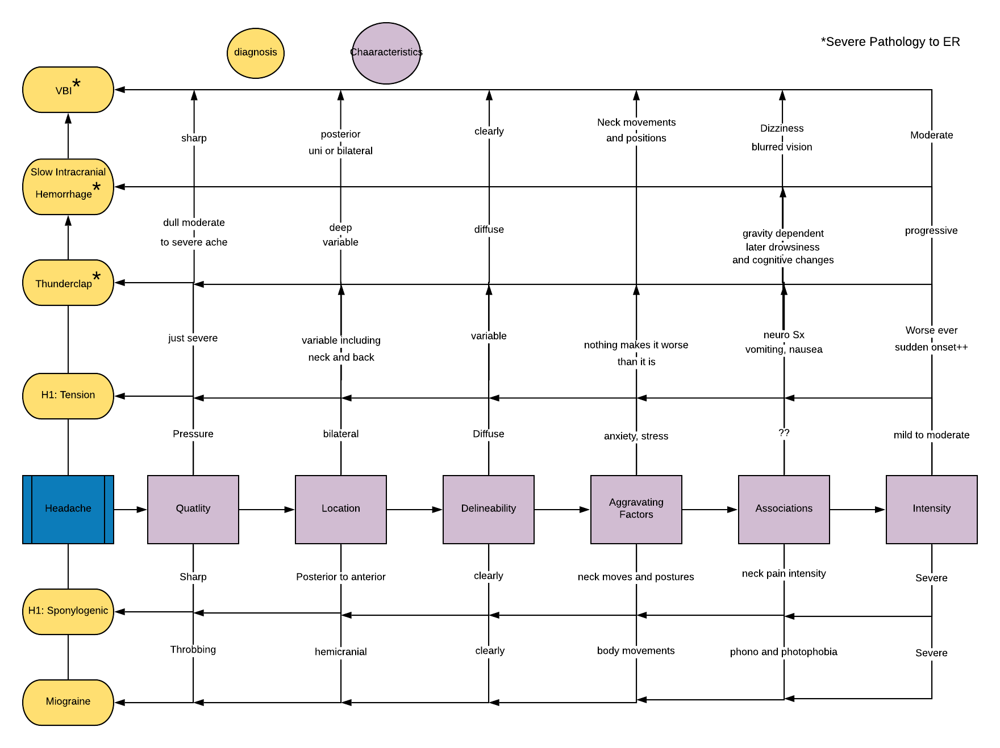 diagnosis
Chaaracteristics
*Severe Pathology to ER
VBI*
sharp
posterior
uni or bilateral
clearly
Neck movements
and positions
Dizziness
blurred vision
Moderate
Slow Intracranial
Hemorrhage*
dull moderate
to severe ache
deep
variable
diffuse
gravity dependent
later drowsiness
and cognitive changes
progressive
Thunderclap*
just severe
variable including
neck and back
variable
nothing makes it worse
than it is
neuro Sx
vomiting, nausea
Worse ever
sudden onset++
H1: Tension
Pressure
bilateral
Diffuse
anxiety, stress
??
mild to moderate
Headache
Quatlity
Location
Delineability
Aggravating
Factors
Associations
Intensity
Sharp
Posterior to anterior
clearly
neck moves and postures
neck pain intensity
Severe
H1: Sponylogenic
Throbbing
hemicranial
clearly
body movements
phono and photophobia
Severe
Miograine